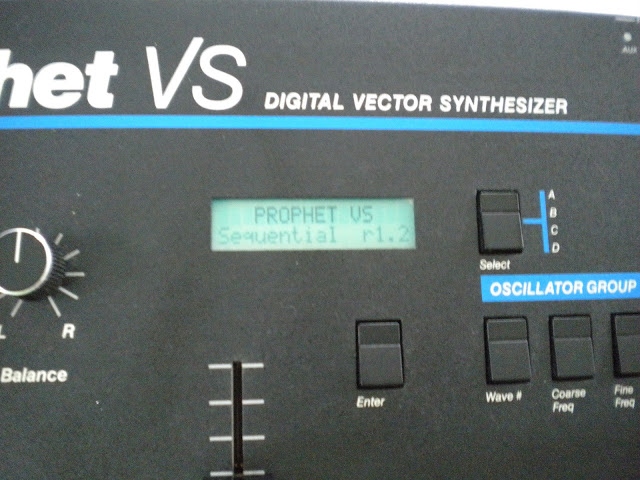 het VS DIGITAL VECTOR SYNTHESIZER
AUX
PROPHET VS
Sequential r1.2
A
B
C
D
Select
OSCILLATOR GROUP
L R
Balance
Enter
Wave #
Coarse
Freq
Fine
Freq